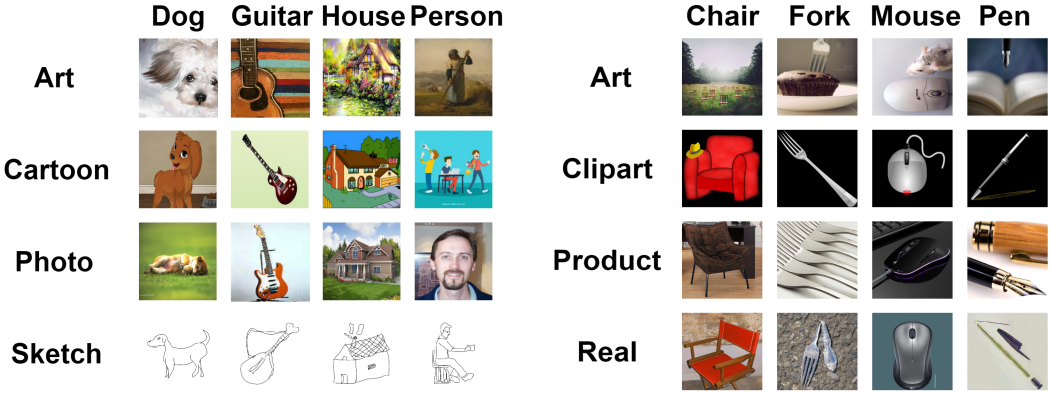 Dog Guitar House Person
Art
Cartoon
Photo
Sketch
Chair Fork Mouse Pen
Art
Clipart
Product
Real